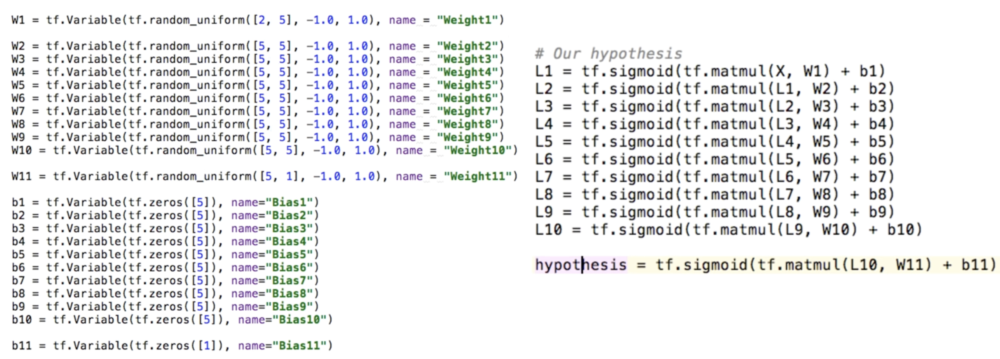 W1 = tf.Variable(tf.random_uniform([2, 5], -1.0, 1.0), name = "Weight1")
W2 = tf.Variable(tf.random_uniform([5, 5], -1.0, 1.0), name = "Weight2")
W3 = tf.Variable(tf.random_uniform([5, 5], -1.0, 1.0), name = "Weight3")
W4 = tf.Variable(tf.random_uniform([5, 5], -1.0, 1.0), name = "Weight4")
W5 = tf.Variable(tf.random_uniform([5, 5], -1.0, 1.0), name = "Weight5")
W6 = tf.Variable(tf.random_uniform([5, 5], -1.0, 1.0), name = "Weight6")
W7 = tf.Variable(tf.random_uniform([5, 5], -1.0, 1.0), name = "Weight7")
W8 = tf.Variable(tf.random_uniform([5, 5], -1.0, 1.0), name = "Weight8")
W9 = tf.Variable(tf.random_uniform([5, 5], -1.0, 1.0), name = "Weight9")
W10 = tf.Variable(tf.random_uniform([5, 5], -1.0, 1.0), name = "Weight10")
W11 = tf.Variable(tf.random_uniform([5, 1], -1.0, 1.0), name = "Weight11")
b1 = tf.Variable(tf.zeros([5]), name="Bias1")
b2 = tf.Variable(tf.zeros([5]), name="Bias2")
b3 = tf.Variable(tf.zeros([5]), name="Bias3")
b4 = tf.Variable(tf.zeros([5]), name="Bias4")
b5 = tf.Variable(tf.zeros([5]), name="Bias5")
b6 = tf.Variable(tf.zeros([5]), name="Bias6")
b7 = tf.Variable(tf.zeros([5]), name="Bias7")
b8 = tf.Variable(tf.zeros([5]), name="Bias8")
b9 = tf.Variable(tf.zeros([5]), name="Bias9")
b10 = tf.Variable(tf.zeros([5]), name="Bias10")
b11 = tf.Variable(tf.zeros([1]), name="Bias11")
# Our hypothesis
L1 = tf.sigmoid(tf.matmul(X, W1) + b1)
L2 = tf.sigmoid(tf.matmul(L1, W2) + b2)
L3 = tf.sigmoid(tf.matmul(L2, W3) + b3)
L4 = tf.sigmoid(tf.matmul(L3, W4) + b4)
L5 = tf.sigmoid(tf.matmul(L4, W5) + b5)
L6 = tf.sigmoid(tf.matmul(L5, W6) + b6)
L7 = tf.sigmoid(tf.matmul(L6, W7) + b7)
L8 = tf.sigmoid(tf.matmul(L7, W8) + b8)
L9 = tf.sigmoid(tf.matmul(L8, W9) + b9)
L10 = tf.sigmoid(tf.matmul(L9, W10) + b10)
hypothesis = tf.sigmoid(tf.matmul(L10, W11) + b11)